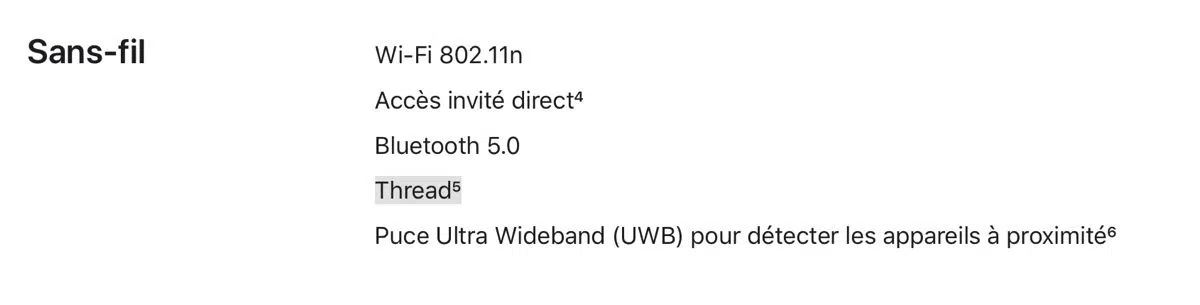 Sans-fil
Wi-Fi 802.11n
Accès invité direct⁴
Bluetooth 5.0
Thread⁵
Puce Ultra Wideband (UWB) pour détecter les appareils à proximité⁶